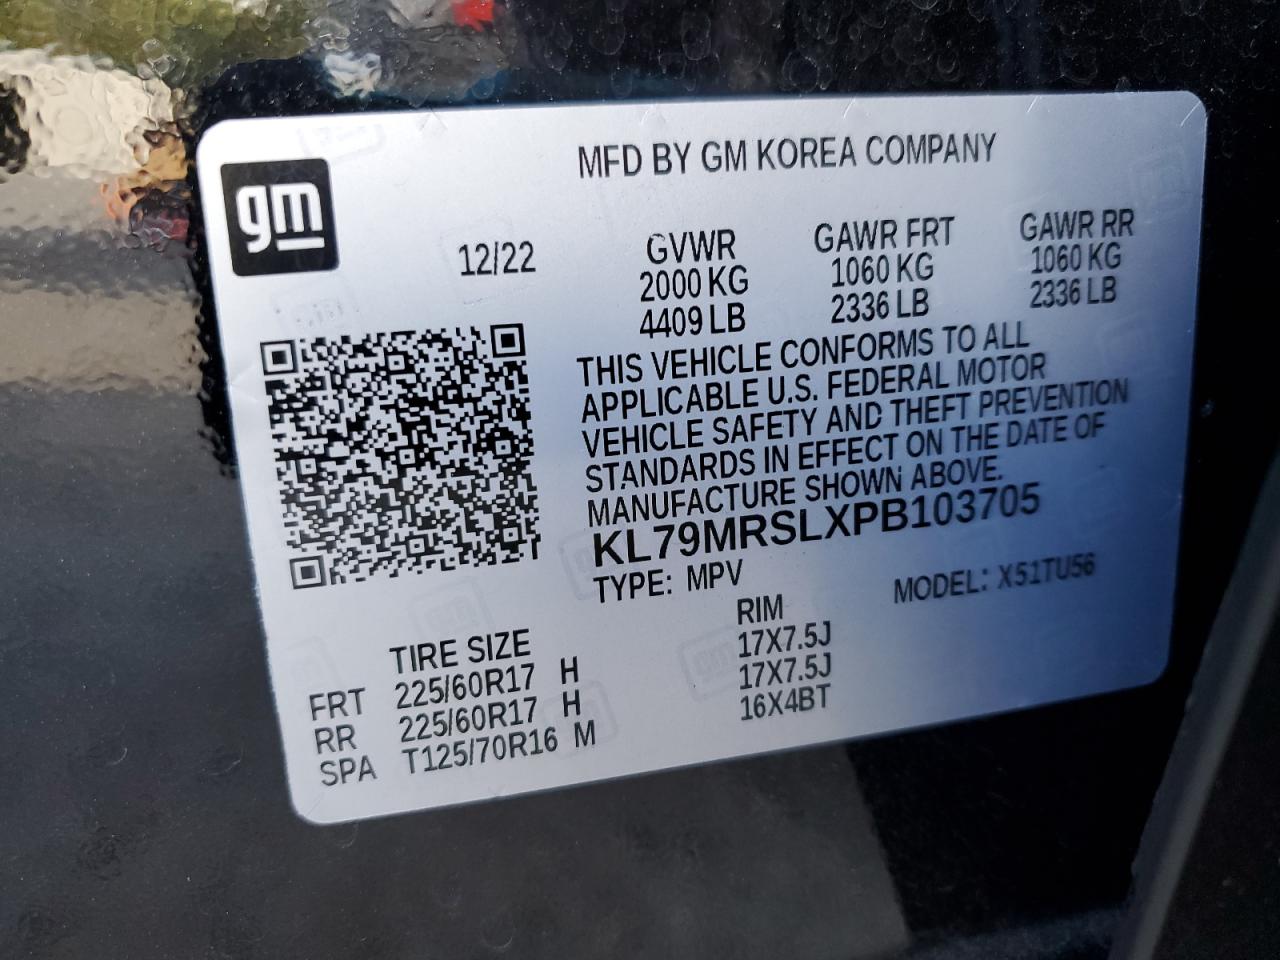 gm
MFD BY GM KOREA COMPANY
12/22
GVWR
2000 KG
4409 LB
GAWR FRT
1060 KG
2336 LB
GAWR RR
1060 KG
2336 LB
THIS VEHICLE CONFORMS TO ALL
APPLICABLE U.S. FEDERAL MOTOR
VEHICLE SAFETY AND THEFT PREVENTION
STANDARDS IN EFFECT ON THE DATE OF
MANUFACTURE SHOWN ABOVE.
KL79MRSLXPB103705
TYPE: MPV
MODEL: X51TU56
TIRE SIZE RIM
FRT 225/60R17 H 17X7.5J
RR 225/60R17 H 17X7.5J
SPA T125/70R16 M 16X4BT